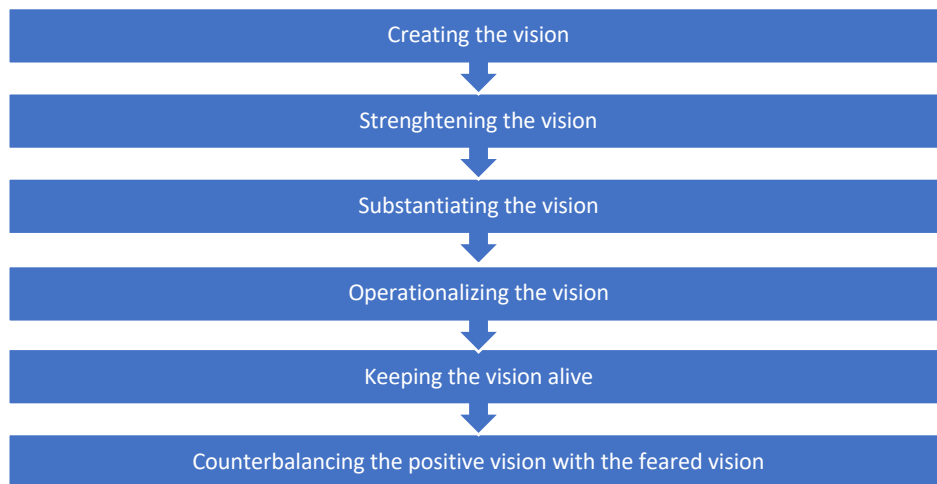 Creating the vision
Strenghtening the vision
Substantiating the vision
Operationalizing the vision
Keeping the vision alive
Counterbalancing the positive vision with the feared vision